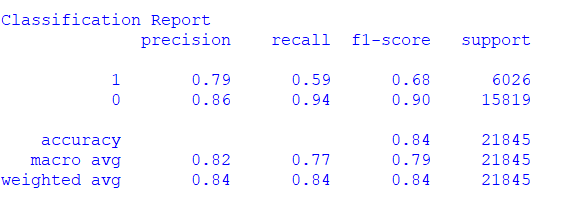 Classification Report
precision recall f1-score support
1 0.79 0.59 0.68 6026
0 0.86 0.94 0.90 15819
accuracy 0.84 21845
macro avg 0.82 0.77 0.79 21845
weighted avg 0.84 0.84 0.84 21845